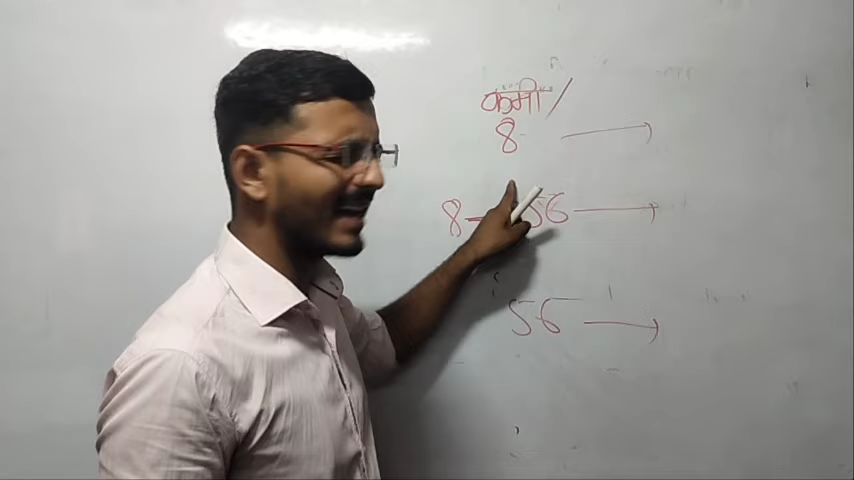 कमी /
8 →
8 - 56 →
56 →